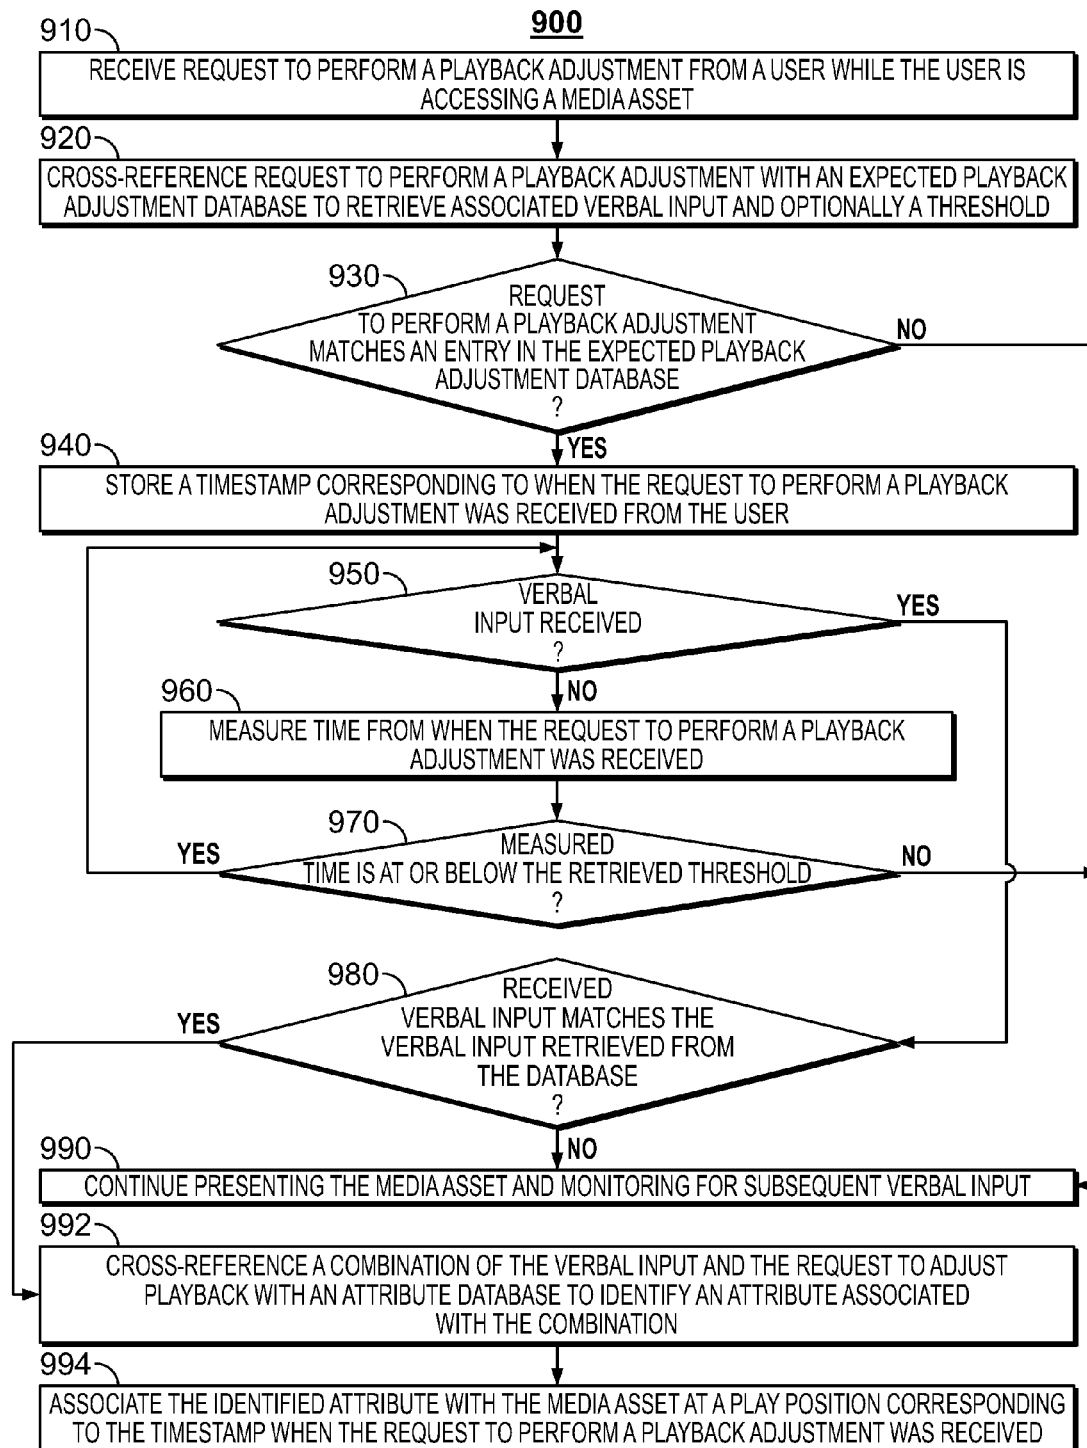 900
910
RECEIVE REQUEST TO PERFORM A PLAYBACK ADJUSTMENT FROM A USER WHILE THE USER IS
ACCESSING A MEDIA ASSET
920
CROSS-REFERENCE REQUEST TO PERFORM A PLAYBACK ADJUSTMENT WITH AN EXPECTED PLAYBACK
ADJUSTMENT DATABASE TO RETRIEVE ASSOCIATED VERBAL INPUT AND OPTIONALLY A THRESHOLD
930
REQUEST
TO PERFORM A PLAYBACK ADJUSTMENT
MATCHES AN ENTRY IN THE EXPECTED PLAYBACK
ADJUSTMENT DATABASE
?
NO
YES
940
STORE A TIMESTAMP CORRESPONDING TO WHEN THE REQUEST TO PERFORM A PLAYBACK
ADJUSTMENT WAS RECEIVED FROM THE USER
950
VERBAL
INPUT RECEIVED
?
YES
NO
960
MEASURE TIME FROM WHEN THE REQUEST TO PERFORM A PLAYBACK
ADJUSTMENT WAS RECEIVED
970
MEASURED
TIME IS AT OR BELOW THE RETRIEVED THRESHOLD
?
YES
NO
980
RECEIVED
VERBAL INPUT MATCHES THE
VERBAL INPUT RETRIEVED FROM
THE DATABASE
?
YES
NO
990
CONTINUE PRESENTING THE MEDIA ASSET AND MONITORING FOR SUBSEQUENT VERBAL INPUT
992
CROSS-REFERENCE A COMBINATION OF THE VERBAL INPUT AND THE REQUEST TO ADJUST
PLAYBACK WITH AN ATTRIBUTE DATABASE TO IDENTIFY AN ATTRIBUTE ASSOCIATED
WITH THE COMBINATION
994
ASSOCIATE THE IDENTIFIED ATTRIBUTE WITH THE MEDIA ASSET AT A PLAY POSITION CORRESPONDING
TO THE TIMESTAMP WHEN THE REQUEST TO PERFORM A PLAYBACK ADJUSTMENT WAS RECEIVED